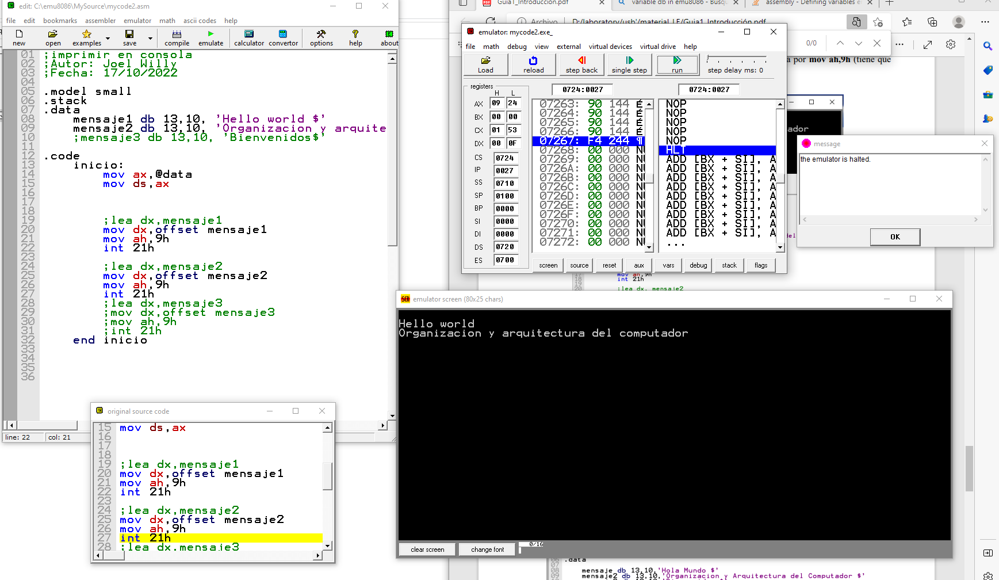 edit: C:\emu8086\MySource\mycode2.asm
file edit bookmarks assembler emulator math ascii codes help
new open examples save compile emulate calculator convertor options help about
01 ;imprimir en consola
02 ;Autor: Joel Willy
03 ;Fecha: 17/10/2022
04
05 .model small
06 .stack
07 .data
08 mensaje1 db 13,10, 'Hello world $'
09 mensaje2 db 13,10, 'Organizacion y arquite
10 ;mensaje3 db 13,10, 'Bienvenidos$'
11
12 .code
13 inicio:
14 mov ax,@data
15 mov ds,ax
16
17
18
19 ;lea dx,mensaje1
20 mov dx,offset mensaje1
21 mov ah,9h
22 int 21h
23
24 ;lea dx,mensaje2
25 mov dx,offset mensaje2
26 mov ah,9h
27 int 21h
28 ;lea dx,mensaje3
29 ;mov dx,offset mensaje3
30 ;mov ah,9h
31 ;int 21h
32 end inicio
33
34
35
36
line: 22 col: 21
original source code
15 mov ds,ax
16
17
18
19 ;lea dx,mensaje1
20 mov dx,offset mensaje1
21 mov ah,9h
22 int 21h
23
24 ;lea dx,mensaje2
25 mov dx,offset mensaje2
26 mov ah,9h
27 int 21h
28 ;lea dx.mensaje3
Guia1_Introducción.pdf
variable db in emu8086 - Busq
assembly - Defining variables e
Archivo D:/laboratory/usb'/material LE/Guia1 Introducción.pdf
0/0
a por mov ah,9h (tiene que
emulator: mycode2.exe_
file math debug view external virtual devices virtual drive help
Load reload step back single step run step delay ms: 0
registers 0724:0027 0724:0027
H L
AX 09 24
BX 00 00
CX 01 53
DX 00 0F
CS 0724
IP 0027
SS 0710
SP 0100
BP 0000
SI 0000
DI 0000
DS 0720
ES 0700
07263: 90 144 É
07264: 90 144 É
07265: 90 144 É
07266: 90 144 É
07267: F4 244 ¶
07268: 00 000 NU
07269: 00 000 NU
0726A: 00 000 NU
0726B: 00 000 NU
0726C: 00 000 NU
0726D: 00 000 NU
0726E: 00 000 NU
0726F: 00 000 NU
07270: 00 000 NU
07271: 00 000 NU
07272: 00 000 NU
NOP
NOP
NOP
NOP
NOP
HLT
ADD [BX + SI], A
ADD [BX + SI], A
ADD [BX + SI], A
ADD [BX + SI], A
ADD [BX + SI], A
ADD [BX + SI], A
ADD [BX + SI], A
ADD [BX + SI], A
ADD [BX + SI], A
...
screen source reset aux vars debug stack flags
ador
message
the emulator is halted.
OK
17 mov ah,9h
18 int 21h
19
20 ;lea dx, mensaje2
emulator screen (80x25 chars)
Hello world
Organizacion y arquitectura del computador
clear screen change font 0/16
06 .data
07
08 mensaje db 13,10,'Hola Mundo $'
09 mensaje2 db 13,10,'Organizacion y Arquitectura del Computador $'